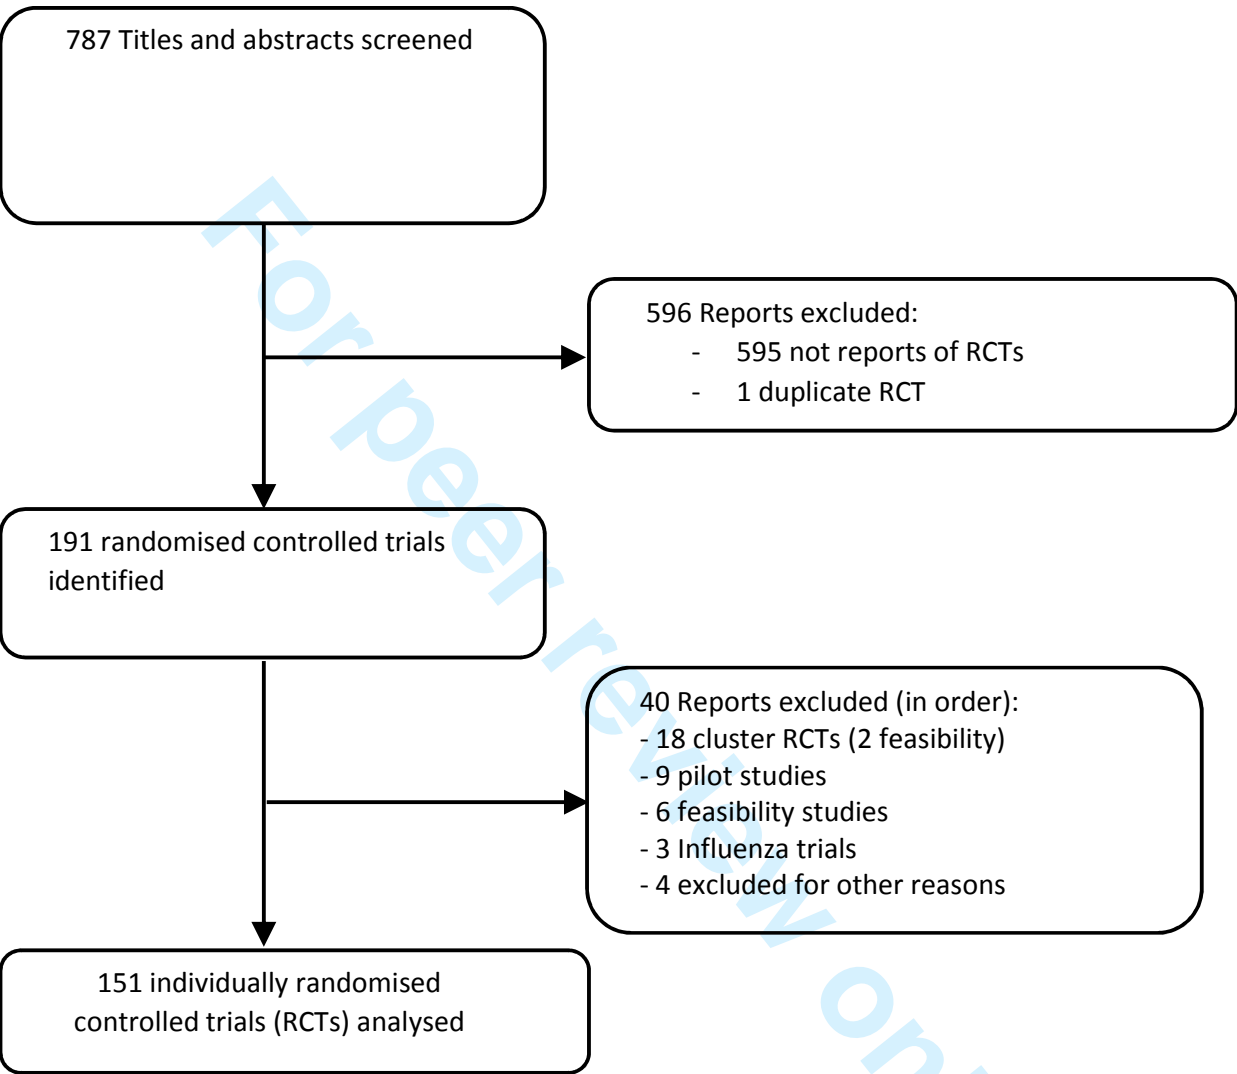 787 Titles and abstracts screened
596 Reports excluded:
- 595 not reports of RCTs
- 1 duplicate RCT
191 randomised controlled trials
identified
40 Reports excluded (in order):
- 18 cluster RCTs (2 feasibility)
- 9 pilot studies
- 6 feasibility studies
- 3 Influenza trials
- 4 excluded for other reasons
151 individually randomised
controlled trials (RCTs) analysed
For peer review